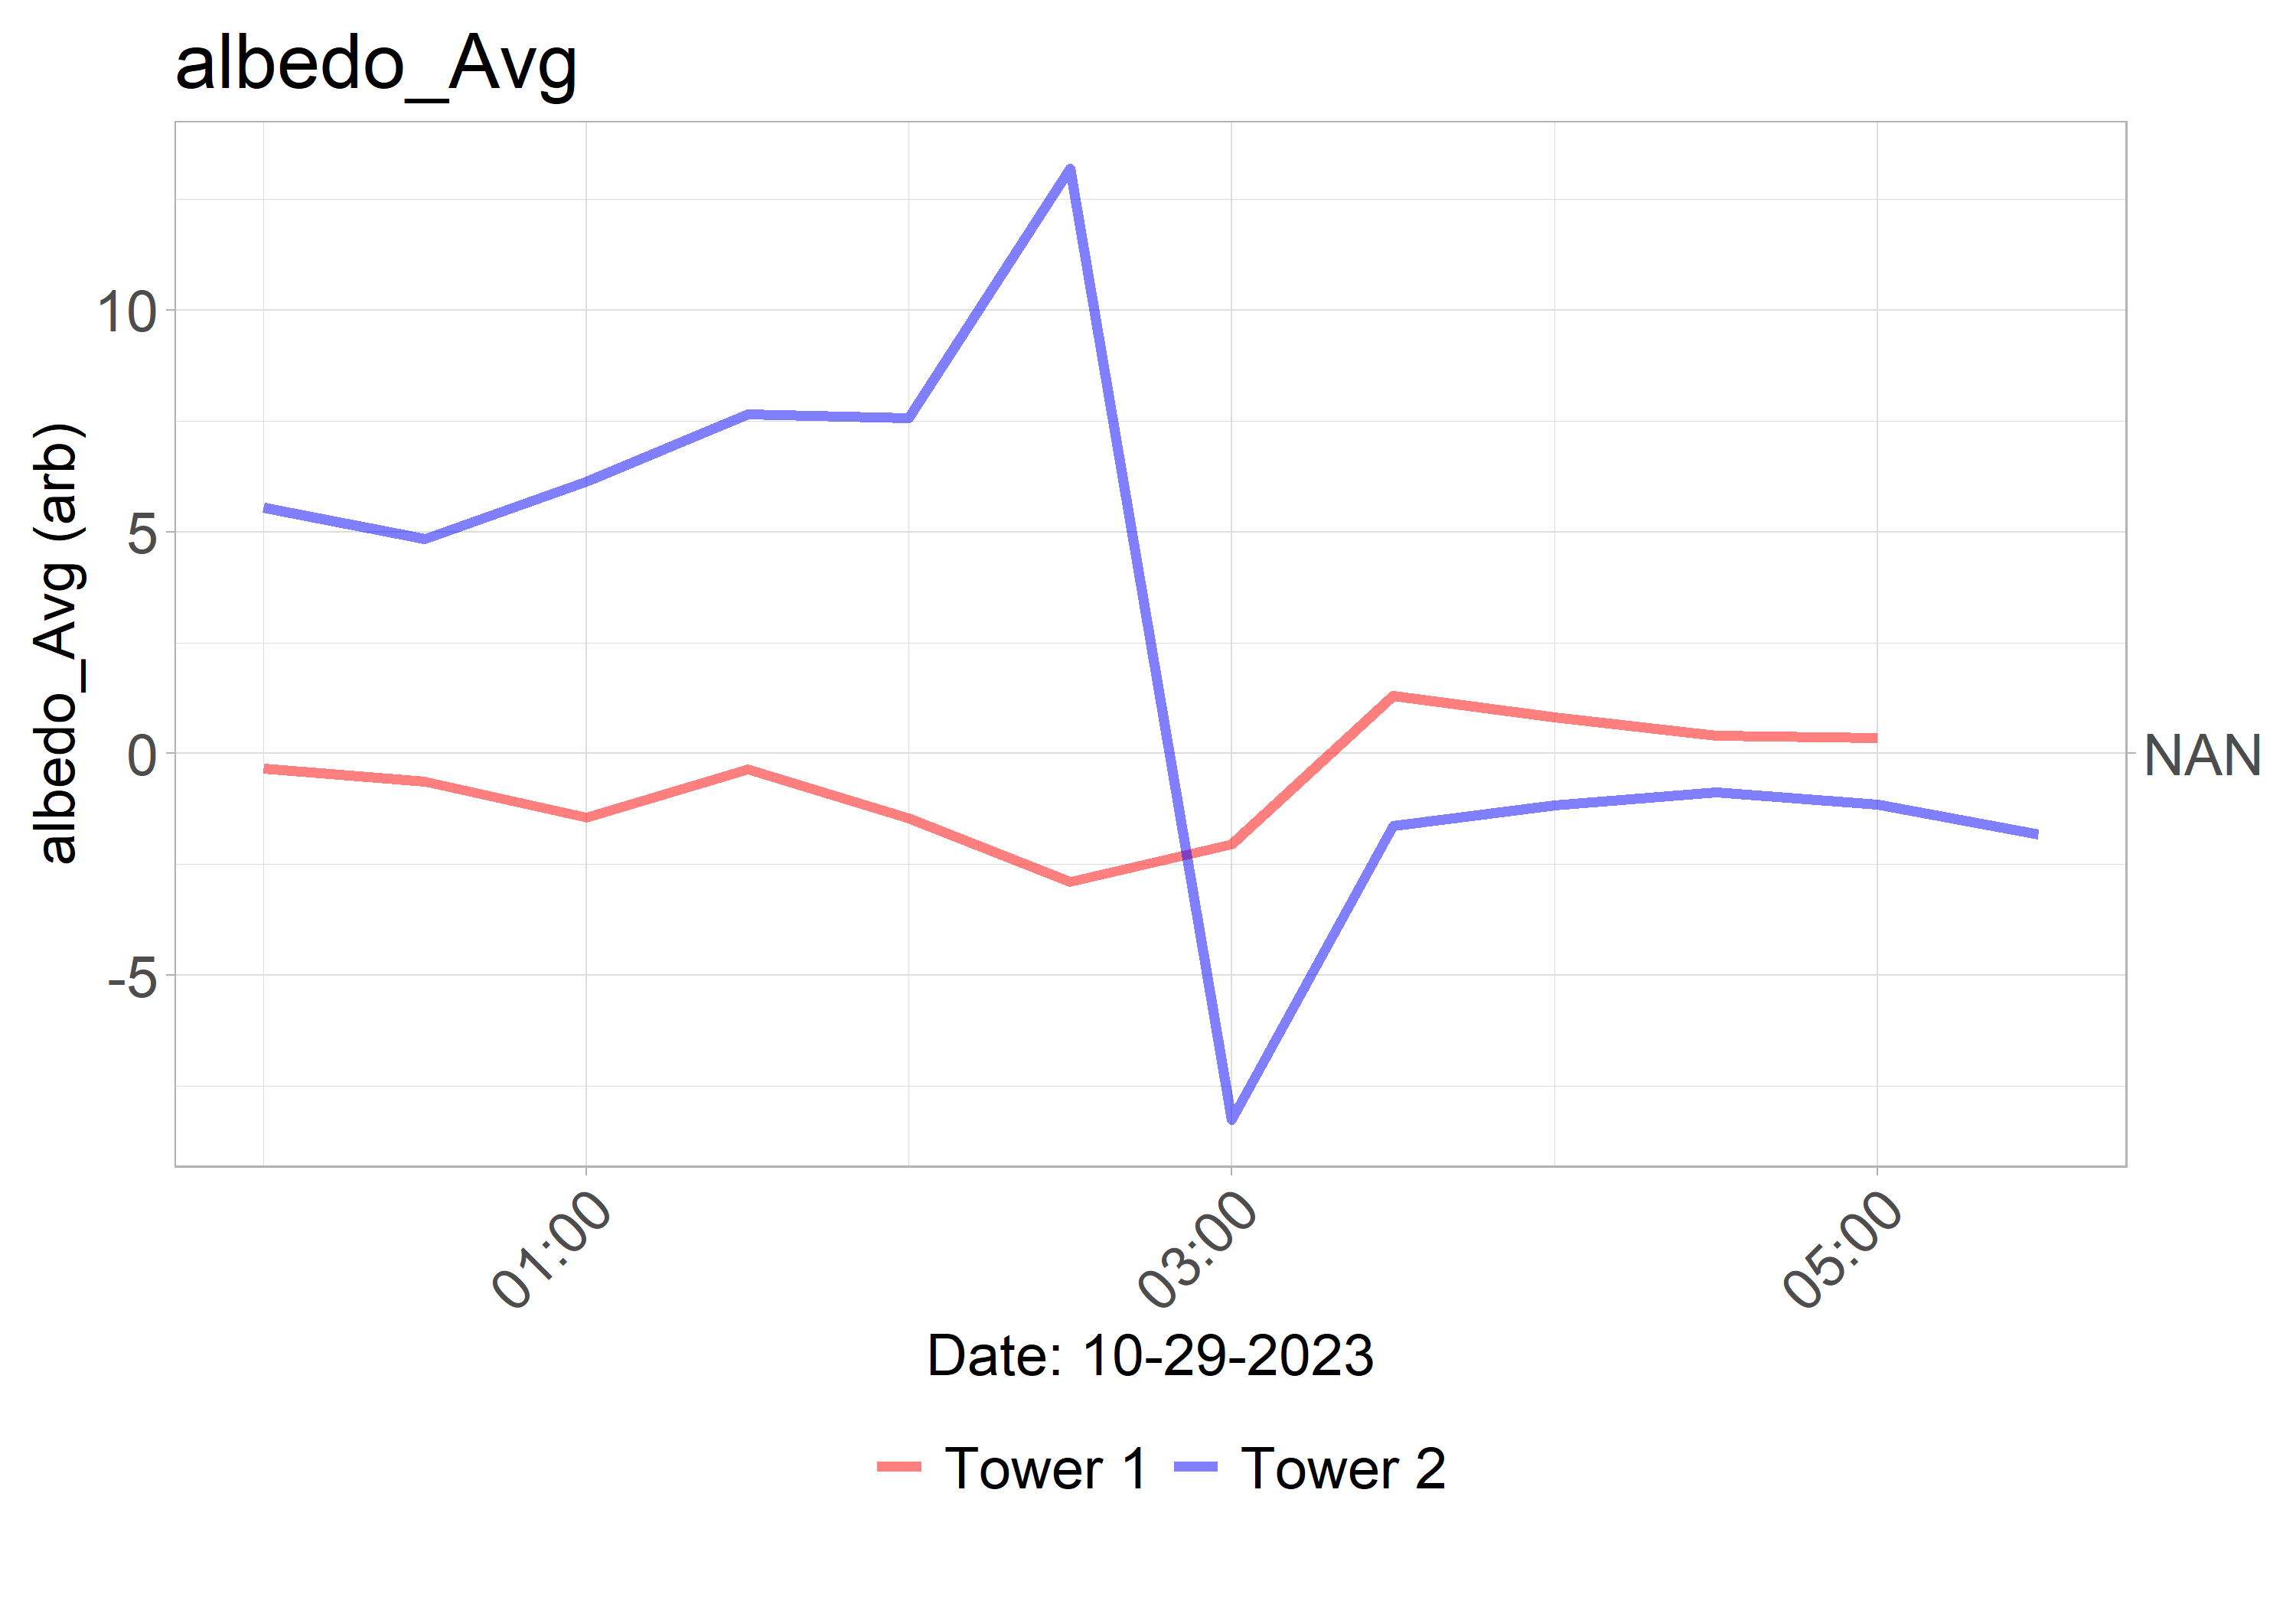 albedo_Avg
albedo_Avg (arb)
10
5
0
-5
NAN
01:00
03:00
05:00
Date: 10-29-2023
Tower 1
Tower 2